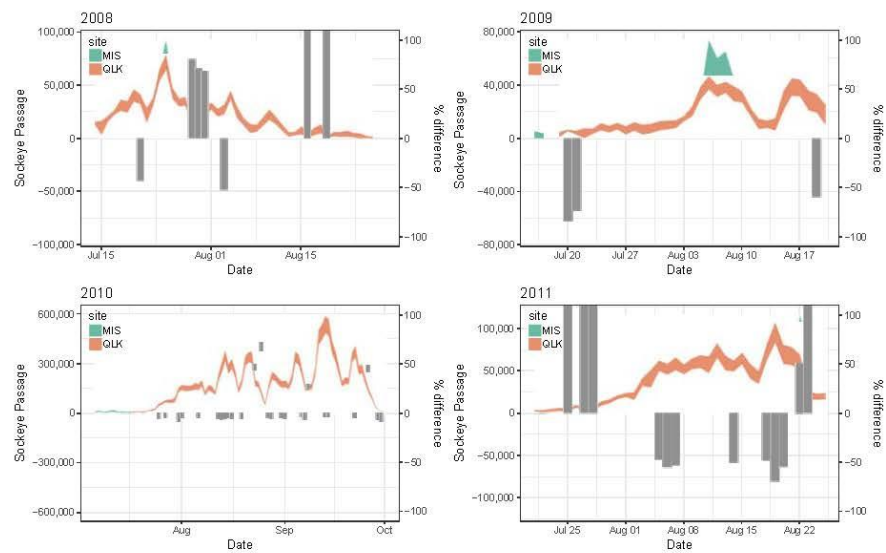 2008
site
MIS
QLK
100,000
50,000
0
−50,000
−100,000
Sockeye Passage
100
50
0
−50
−100
% difference
Jul 15
Aug 01
Aug 15
Date
2009
site
MIS
QLK
80,000
40,000
0
−40,000
−80,000
Sockeye Passage
100
50
0
−50
−100
% difference
Jul 20
Jul 27
Aug 03
Aug 10
Aug 17
Date
2010
site
MIS
QLK
600,000
300,000
0
−300,000
−600,000
Sockeye Passage
100
50
0
−50
−100
% difference
Aug
Sep
Oct
Date
2011
site
MIS
QLK
100,000
50,000
0
−50,000
−100,000
Sockeye Passage
100
50
0
−50
−100
% difference
Jul 25
Aug 01
Aug 08
Aug 15
Aug 22
Date